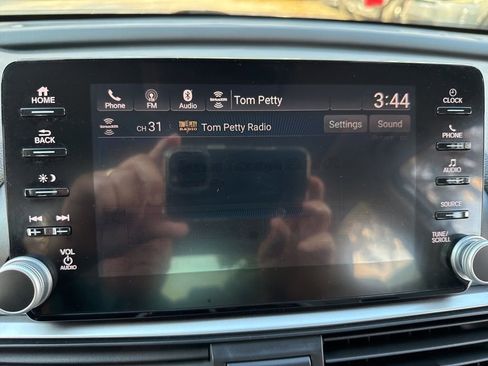 HOME
BACK
VOL
AUDIO
Phone
FM
Audio
SiriusXM
Tom Petty
3:44
SiriusXM
CH 31
TOM PETTY RADIO
Tom Petty Radio
Settings
Sound
CLOCK
PHONE
AUDIO
SOURCE
TUNE/
SCROLL